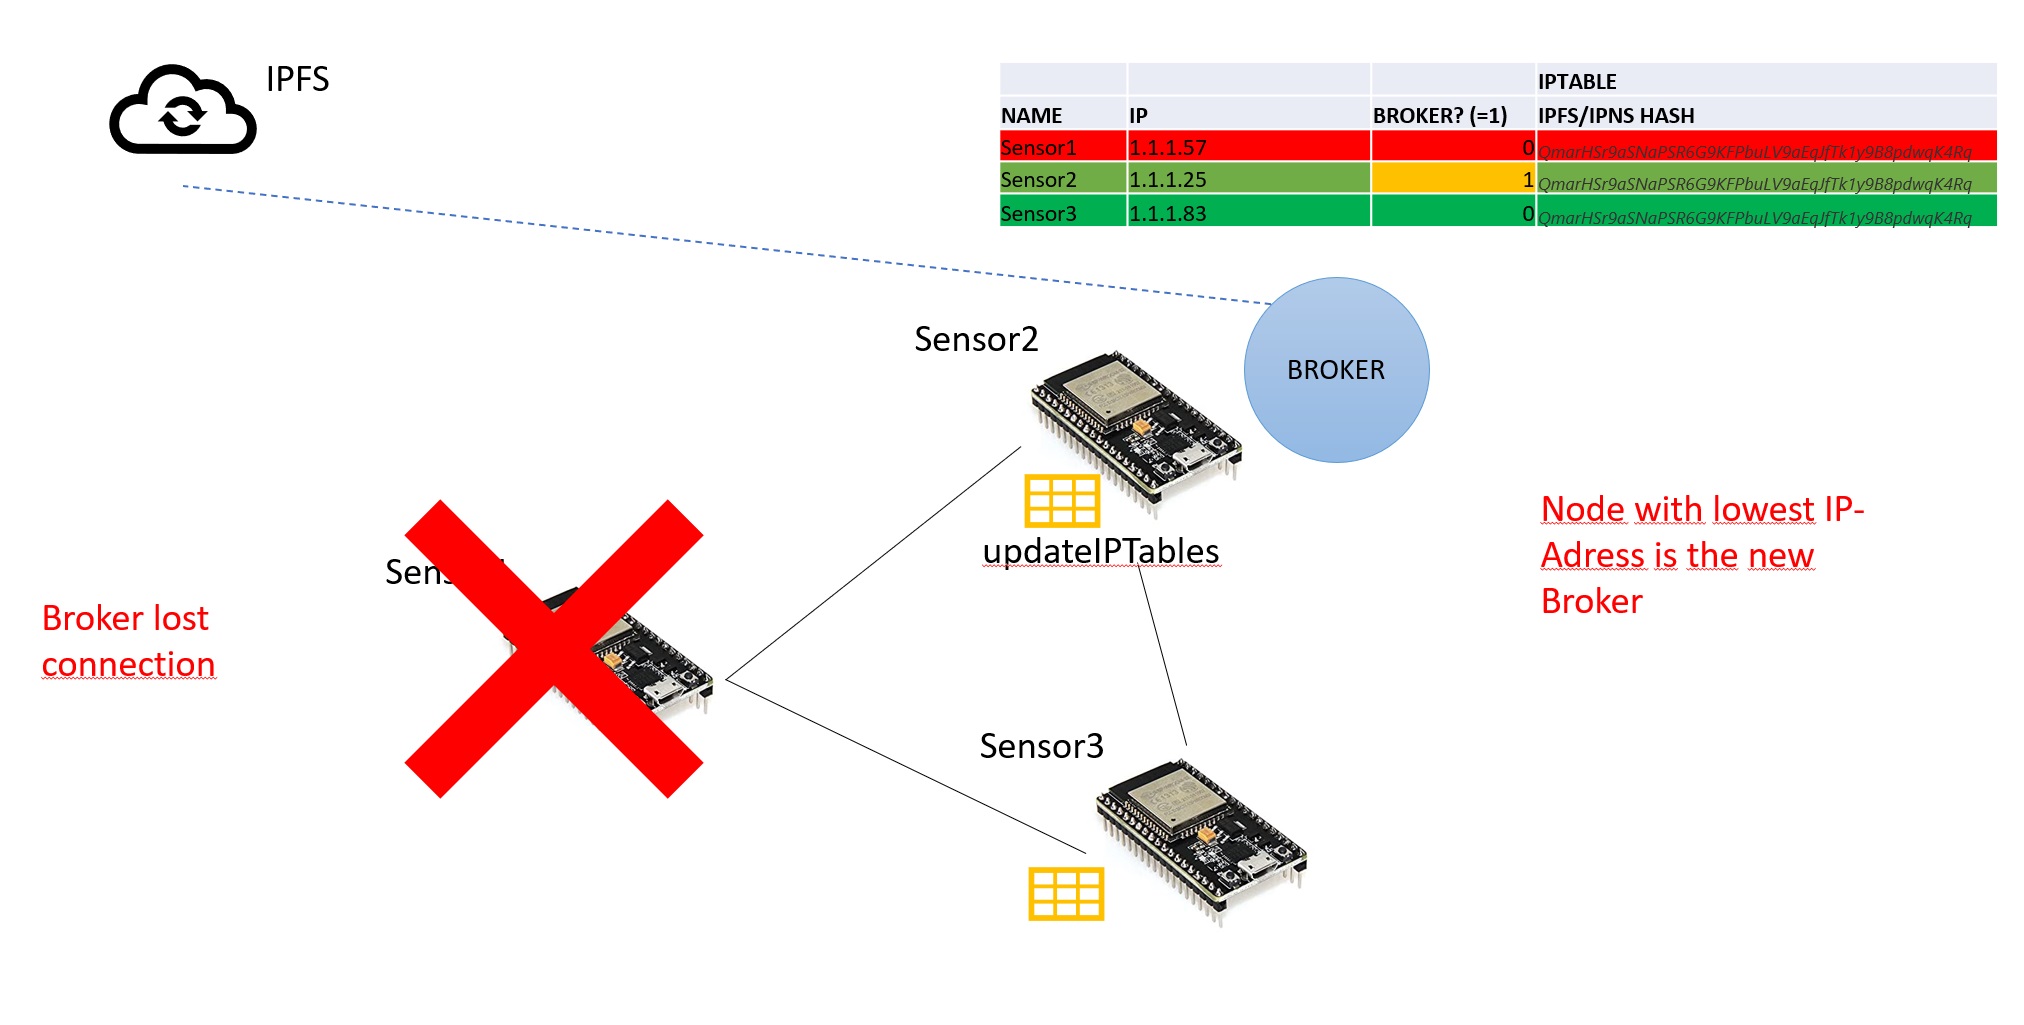 IPFS
IPTABLE
NAME IP BROKER? (=1) IPFS/IPNS HASH
Sensor1 1.1.1.57 0 QmarHSr9aSNaPSR6G9KFPbuLV9aEqJfTk1y9B8pdwqK4Rq
Sensor2 1.1.1.25 1 QmarHSr9aSNaPSR6G9KFPbuLV9aEqJfTk1y9B8pdwqK4Rq
Sensor3 1.1.1.83 0 QmarHSr9aSNaPSR6G9KFPbuLV9aEqJfTk1y9B8pdwqK4Rq
Sensor2
BROKER
updateIPTables
Node with lowest IP-
Adress is the new
Broker
Broker lost
connection
Sensor3